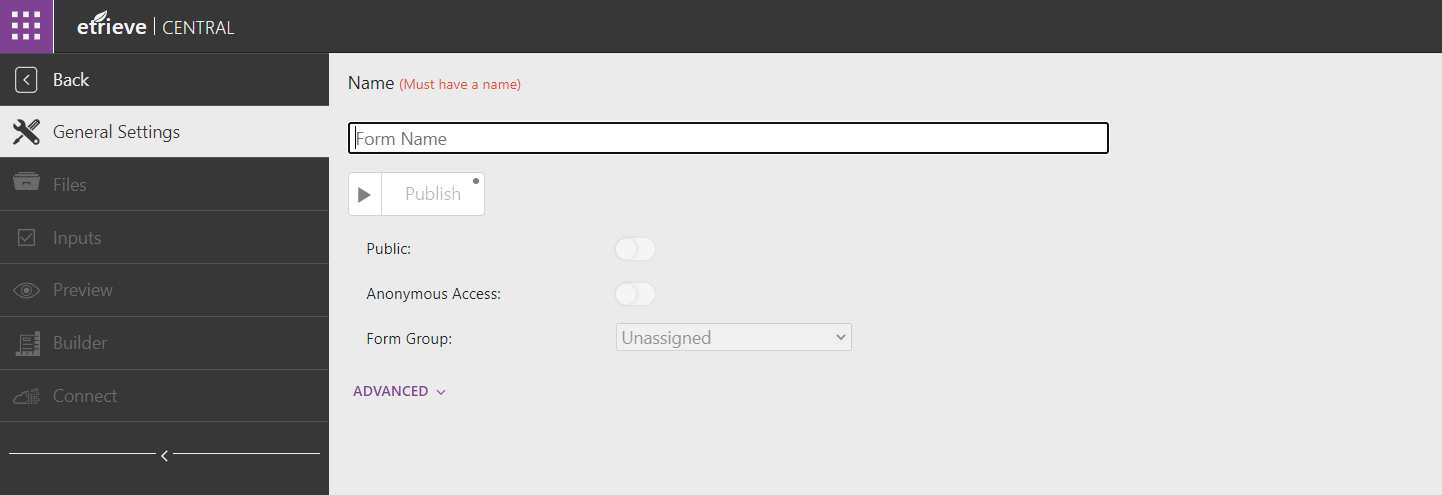 etrieve | CENTRAL
Back
General Settings
Files
Inputs
Preview
Builder
Connect
Name (Must have a name)
Form Name
Publish
Public:
Anonymous Access:
Form Group:
Unassigned
ADVANCED